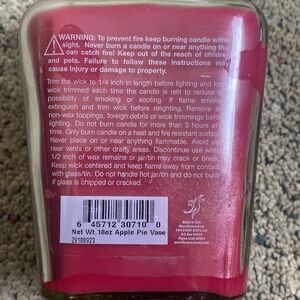 WARNING: To prevent fire keep burning candle within
sight. Never burn a candle on or near anything that
can catch fire! Keep out of the reach of children
and pets. Failure to follow these instructions may
cause injury or damage to property.
Trim the wick to 1/4 inch in length before lighting and keep
wick trimmed each time the candle is relit to reduce the
possibility of smoking or sooting. If flame smokes
extinguish and trim wick before relighting. Remove any
non-wax toppings, foreign debris or wick trimmings before
lighting. Do not burn candle for more than 3 hours at a
time. Only burn candle on a heat and fire resistant surface.
Never place on or near anything flammable. Avoid use
near vents or other drafty areas. Discontinue use when
1/2 inch of wax remains or jar/tin may crack or break.
Keep wick centered and keep flame away from contact
with glass/tin. Do not handle hot jar/tin and do not burn
if glass is chipped or cracked.
6 45712 30710 0
Net Wt. 18oz Apple Pie Vase
29180923
Made in USA
Manufactured by: